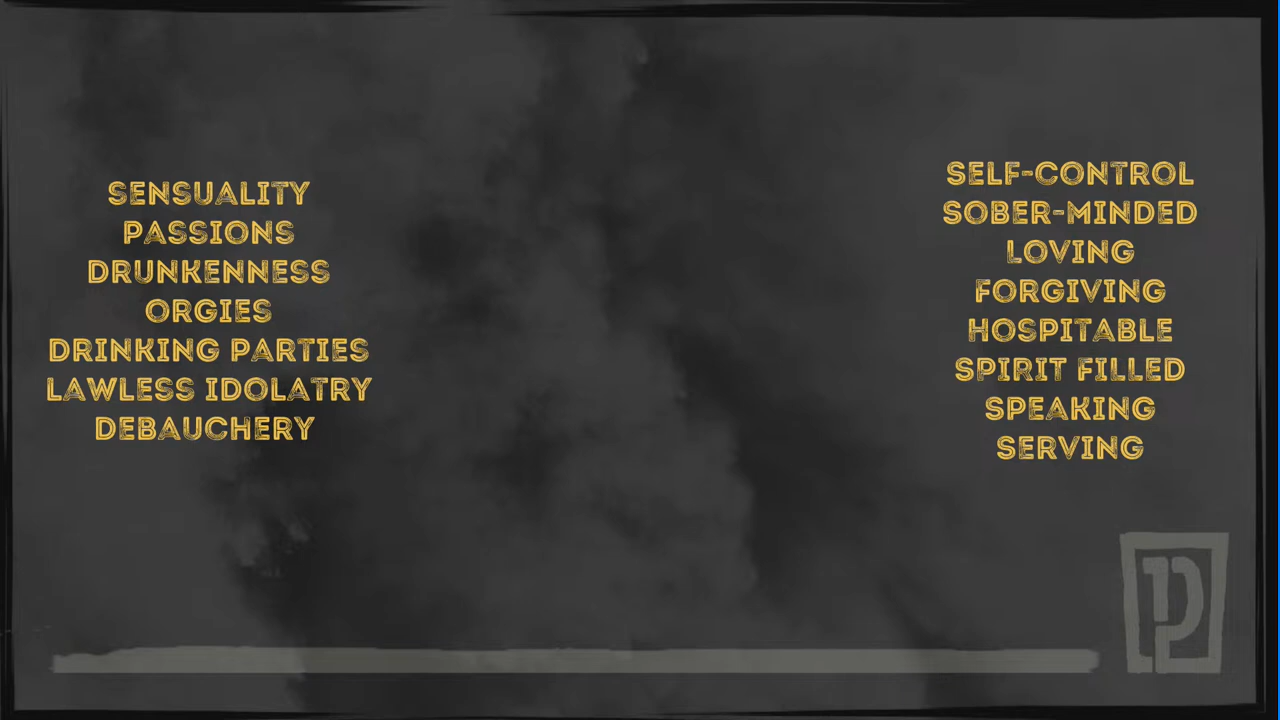 SENSUALITY
PASSIONS
DRUNKENNESS
ORGIES
DRINKING PARTIES
LAWLESS IDOLATRY
DEBAUCHERY
SELF-CONTROL
SOBER-MINDED
LOVING
FORGIVING
HOSPITABLE
SPIRIT FILLED
SPEAKING
SERVING
P